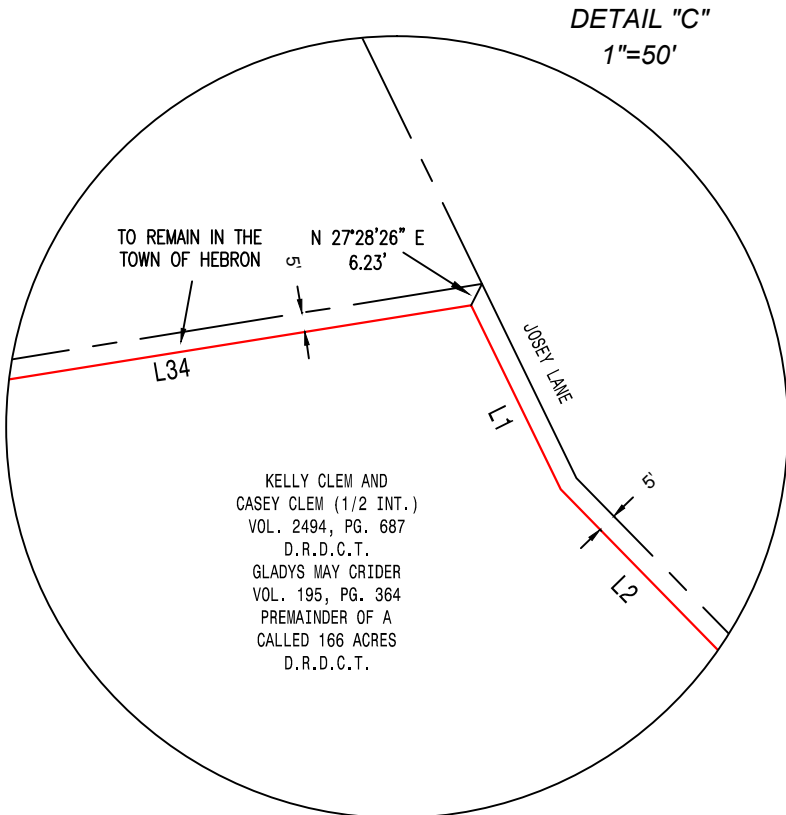 DETAIL "C"
1"=50'
TO REMAIN IN THE
TOWN OF HEBRON
N 27°28'26" E
6.23'
5'
L34
JOSEY LANE
L1
5'
L2
KELLY CLEM AND
CASEY CLEM (1/2 INT.)
VOL. 2494, PG. 687
D.R.D.C.T.
GLADYS MAY CRIDER
VOL. 195, PG. 364
PREMAINDER OF A
CALLED 166 ACRES
D.R.D.C.T.